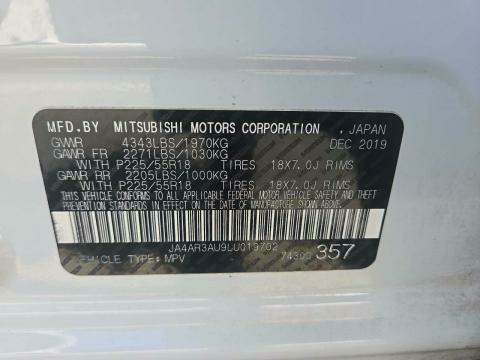 MFD.BY MITSUBISHI MOTORS CORPORATION , JAPAN
GVWR 4343LBS/1970KG DEC 2019
GAWR FR 2271LBS/1030KG
WITH P225/55R18 TIRES 18X7.0J RIMS
GAWR RR 2205LBS/1000KG
WITH P225/55R18 TIRES 18X7.0J RIMS
THIS VEHICLE CONFORMS TO ALL APPLICABLE FEDERAL MOTOR VEHICLE SAFETY AND THEFT
PREVENTION STANDARDS IN EFFECT ON THE DATE OF MANUFACTURE SHOWN ABOVE.
JA4AR3AU9LU019702
VEHICLE TYPE: MPV 74300 357